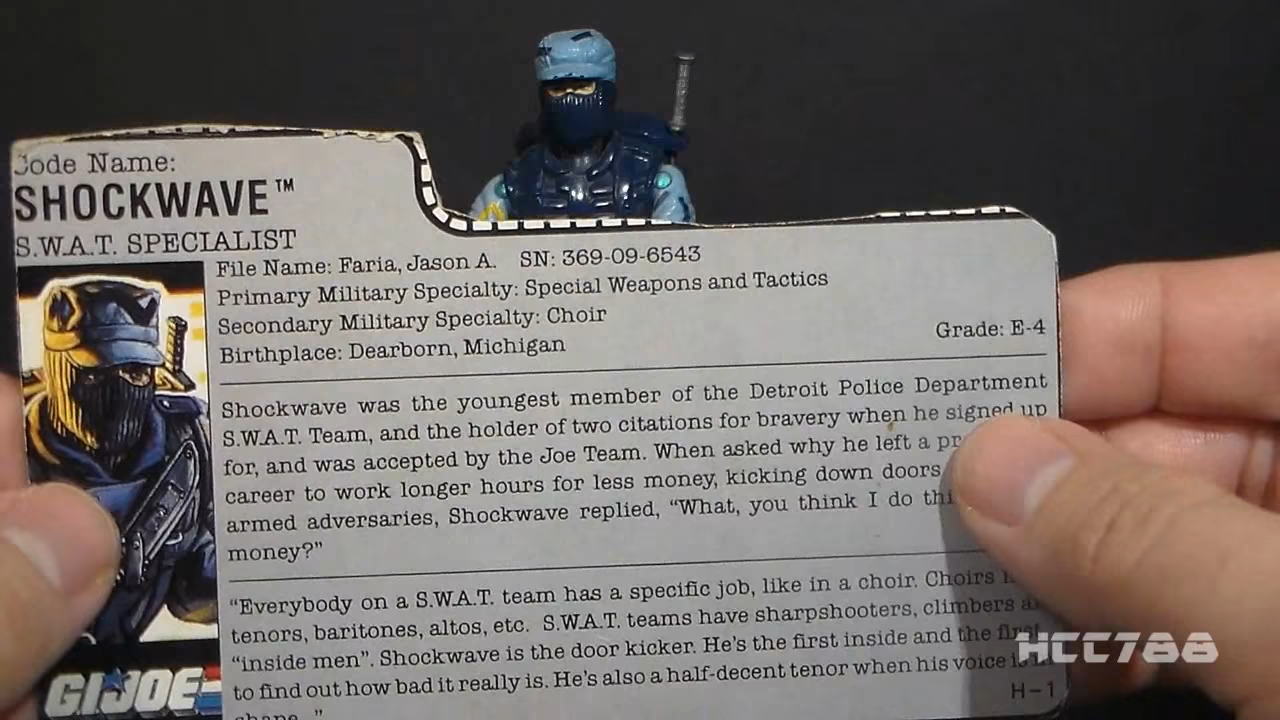 Code Name:
SHOCKWAVE™
S.W.A.T. SPECIALIST
File Name: Faria, Jason A. SN: 369-09-6543
Primary Military Specialty: Special Weapons and Tactics
Secondary Military Specialty: Choir
Birthplace: Dearborn, Michigan
Grade: E-4
Shockwave was the youngest member of the Detroit Police Department
S.W.A.T. Team, and the holder of two citations for bravery when he signed up
for, and was accepted by the Joe Team. When asked why he left a
career to work longer hours for less money, kicking down doors
armed adversaries, Shockwave replied, “What, you think I do
money?”
“Everybody on a S.W.A.T. team has a specific job, like in a choir. Choirs
tenors, baritones, altos, etc. S.W.A.T. teams have sharpshooters, climbers
“inside men”. Shockwave is the door kicker. He’s the first inside and the first
to find out how bad it really is. He’s also a half-decent tenor when his voice
shape. ”
H-1
G.I. JOE
HCC788